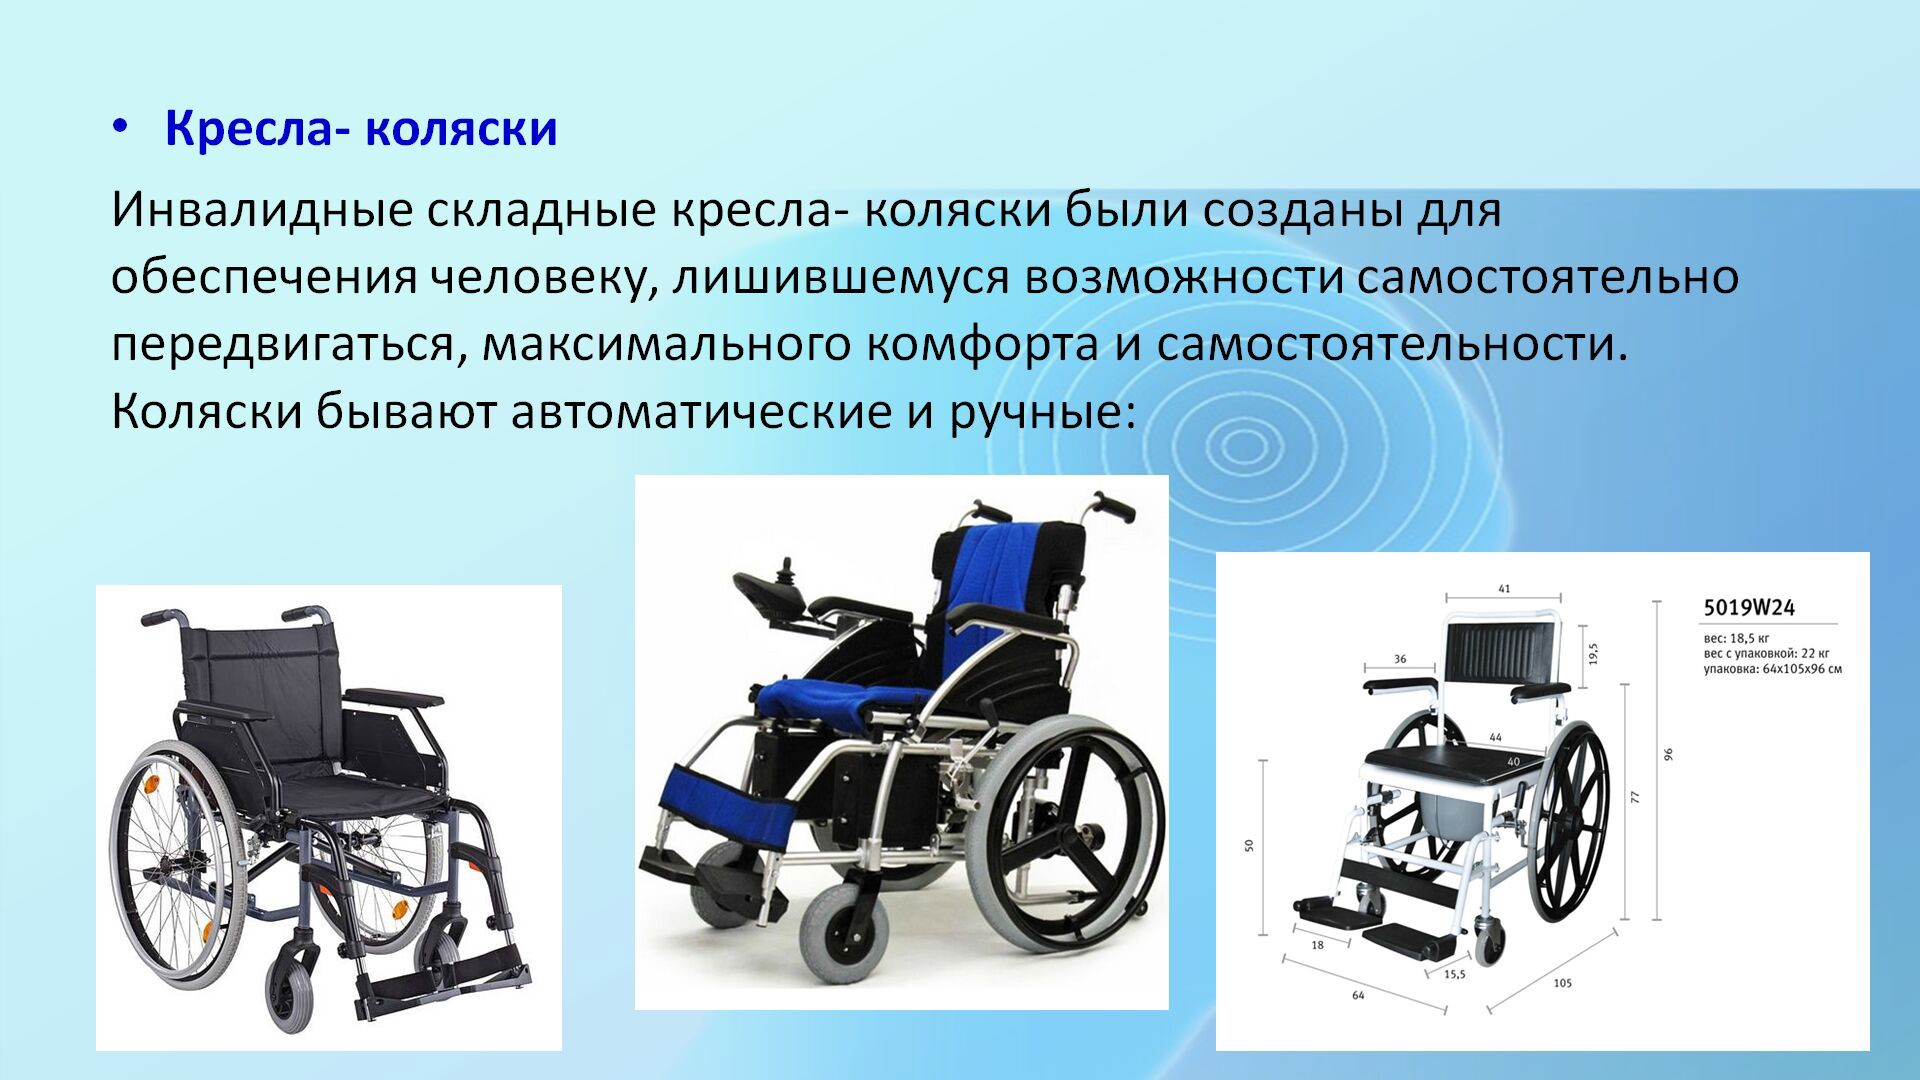 • Кресла- коляски
Инвалидные складные кресла- коляски были созданы для
обеспечения человеку, лишившемуся возможности самостоятельно
передвигаться, максимального комфорта и самостоятельности.
Коляски бывают автоматические и ручные:
41
5019W24
вес: 18,5 кг
вес с упаковкой: 22 кг
упаковка: 64х105х96 см
36
19,5
44
40
96
77
50
18
15,5
64
105